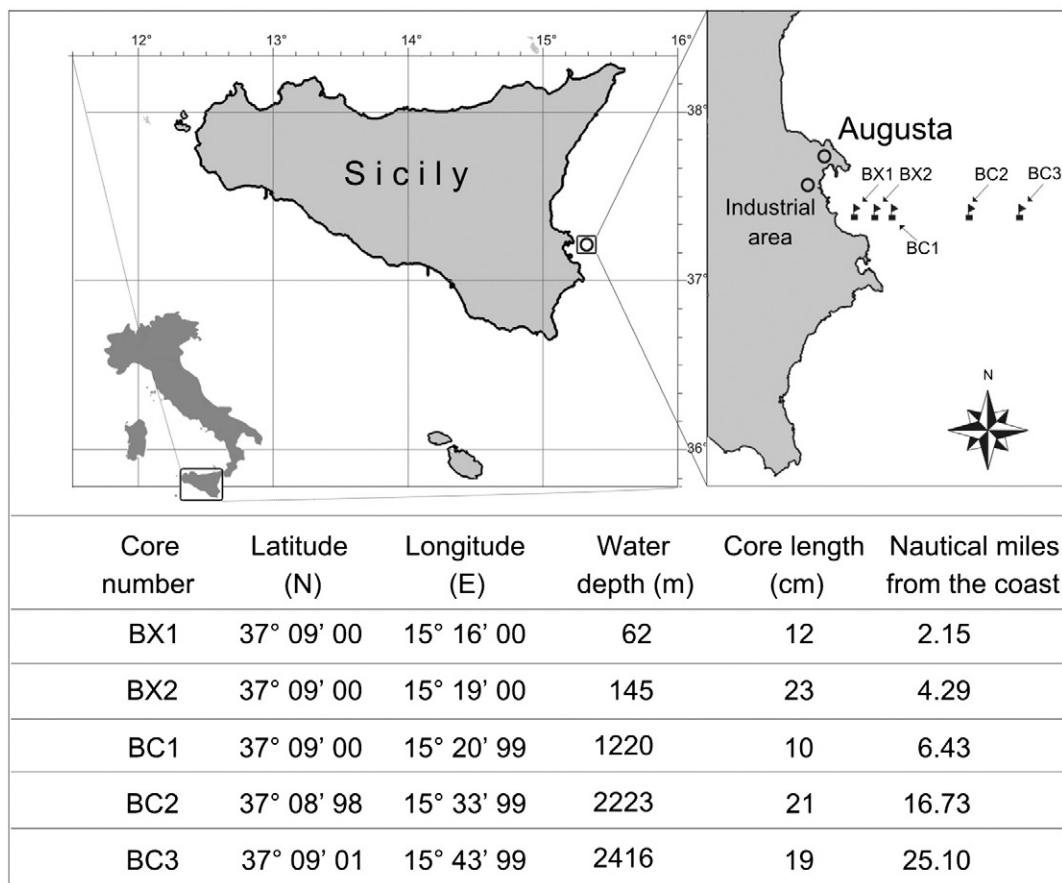 12° 13° 14° 15° 16°
38°
37°
36°
Sicily
Augusta
BX1 BX2 BC2 BC3
Industrial
area
BC1
N
Core number Latitude (N) Longitude (E) Water depth (m) Core length (cm) Nautical miles from the coast
BX1 37° 09’ 00 15° 16’ 00 62 12 2.15
BX2 37° 09’ 00 15° 19’ 00 145 23 4.29
BC1 37° 09’ 00 15° 20’ 99 1220 10 6.43
BC2 37° 08’ 98 15° 33’ 99 2223 21 16.73
BC3 37° 09’ 01 15° 43’ 99 2416 19 25.10